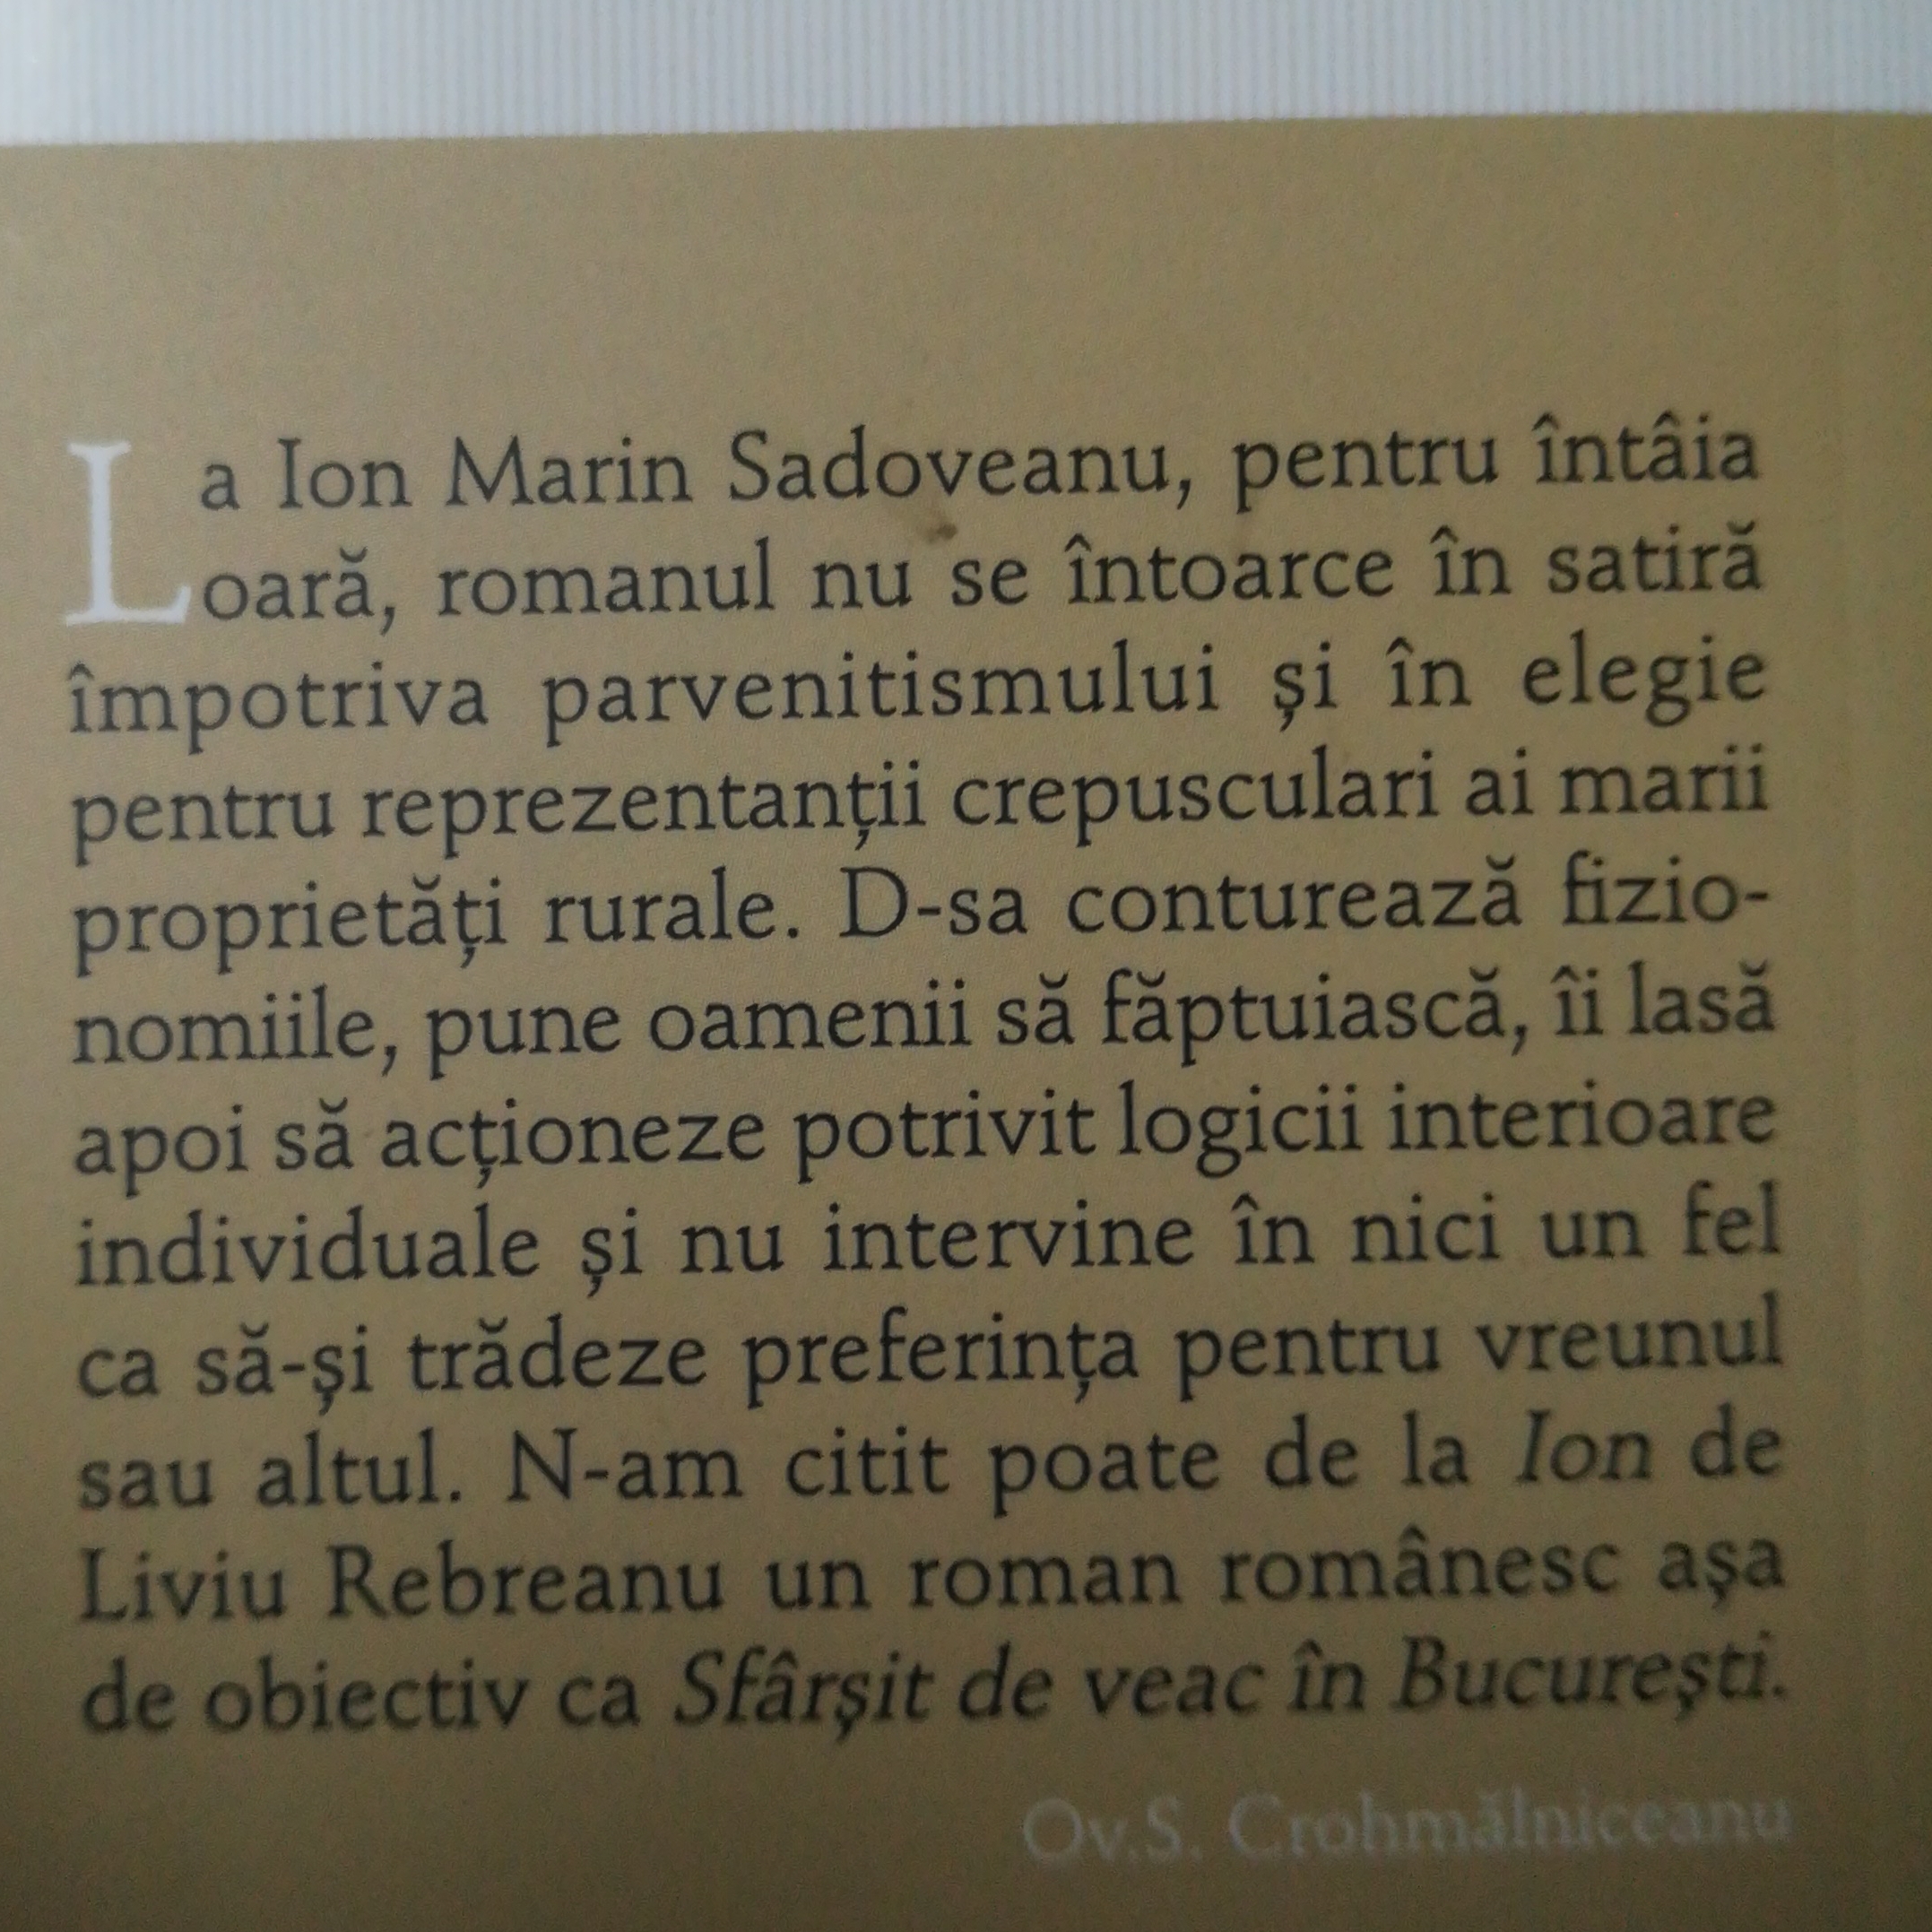 La Ion Marin Sadoveanu, pentru întâia
oară, romanul nu se întoarce în satiră
împotriva parvenitismului și în elegie
pentru reprezentanții crepusculari ai marii
proprietăți rurale. D-sa conturează fizio-
nomiile, pune oamenii să făptuiască, îi lasă
apoi să acționeze potrivit logicii interioare
individuale și nu intervine în nici un fel
ca să-și trădeze preferința pentru vreunul
sau altul. N-am citit poate de la Ion de
Liviu Rebreanu un roman românesc așa
de obiectiv ca Sfârșit de veac în București.
Ov.S. Crohmălniceanu